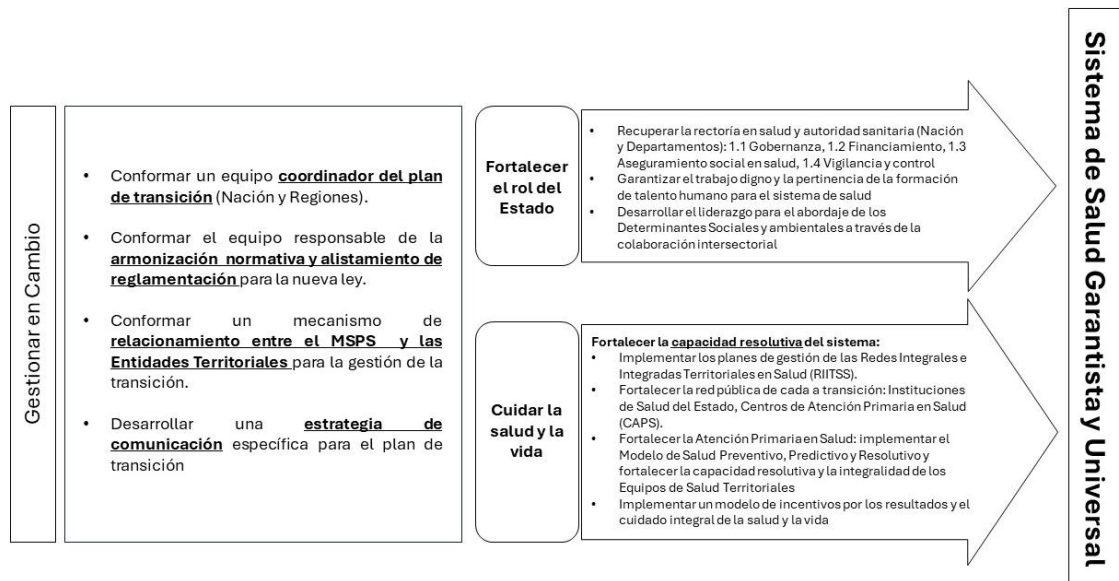 Gestionar en Cambio
• Conformar un equipo coordinador del plan
de transición (Nación y Regiones).
• Conformar el equipo responsable de la
armonización normativa y alistamiento de
reglamentación para la nueva ley.
• Conformar un mecanismo de
relacionamiento entre el MSPS y las
Entidades Territoriales para la gestión de la
transición.
• Desarrollar una estrategia de
comunicación específica para el plan de
transición
Fortalecer
el rol del
Estado
• Recuperar la rectoría en salud y autoridad sanitaria (Nación
y Departamentos): 1.1 Gobernanza, 1.2 Financiamiento, 1.3
Aseguramiento social en salud, 1.4 Vigilancia y control
• Garantizar el trabajo digno y la pertinencia de la formación
de talento humano para el sistema de salud
• Desarrollar el liderazgo para el abordaje de los
Determinantes Sociales y ambientales a través de la
colaboración intersectorial
Cuidar la
salud y la
vida
Fortalecer la capacidad resolutiva del sistema:
• Implementar los planes de gestión de las Redes Integrales e
Integradas Territoriales en Salud (RIITSS).
• Fortalecer la red pública de cada a transición: Instituciones
de Salud del Estado, Centros de Atención Primaria en Salud
(CAPS).
• Fortalecer la Atención Primaria en Salud: implementar el
Modelo de Salud Preventivo, Predictivo y Resolutivo y
fortalecer la capacidad resolutiva y la integralidad de los
Equipos de Salud Territoriales
• Implementar un modelo de incentivos por los resultados y el
cuidado integral de la salud y la vida
Sistema de Salud Garantista y Universal